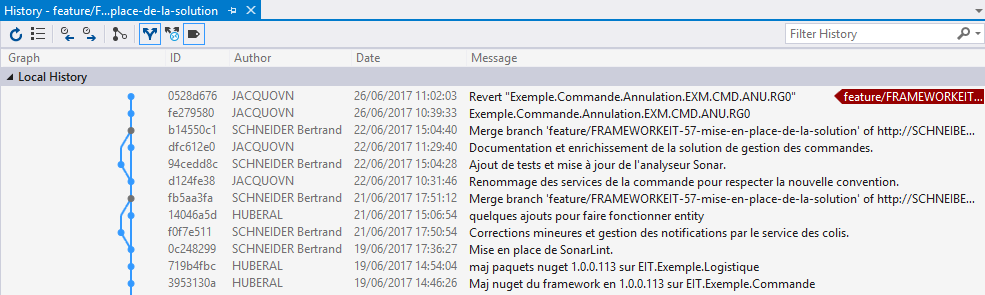 History - feature/F...place-de-la-solution
Filter History
Graph ID Author Date Message
Local History
0528d676 JACQUOVN 26/06/2017 11:02:03 Revert "Exemple.Commande.Annulation.EXM.CMD.ANU.RG0" feature/FRAMEWORKEIT...
fe279580 JACQUOVN 26/06/2017 10:39:33 Exemple.Commande.Annulation.EXM.CMD.ANU.RG0
b14550c1 SCHNEIDER Bertrand 22/06/2017 15:04:40 Merge branch 'feature/FRAMEWORKEIT-57-mise-en-place-de-la-solution' of http://SCHNEIBE...
dfc612e0 JACQUOVN 22/06/2017 11:29:40 Documentation et enrichissement de la solution de gestion des commandes.
94cedd8c SCHNEIDER Bertrand 22/06/2017 15:04:28 Ajout de tests et mise à jour de l'analyseur Sonar.
d124fe38 JACQUOVN 22/06/2017 10:31:46 Renommage des services de la commande pour respecter la nouvelle convention.
fb5aa3fa SCHNEIDER Bertrand 21/06/2017 17:51:12 Merge branch 'feature/FRAMEWORKEIT-57-mise-en-place-de-la-solution' of http://SCHNEIBE...
14046a5d HUBERAL 21/06/2017 15:06:54 quelques ajouts pour faire fonctionner entity
f0f7e511 SCHNEIDER Bertrand 21/06/2017 17:50:54 Corrections mineures et gestion des notifications par le service des colis.
0c248299 SCHNEIDER Bertrand 19/06/2017 17:36:27 Mise en place de SonarLint.
719b4fbc HUBERAL 19/06/2017 14:54:04 maj paquets nuget 1.0.0.113 sur EIT.Exemple.Logistique
3953130a HUBERAL 19/06/2017 14:46:26 Maj nuget du framework en 1.0.0.113 sur EIT.Exemple.Commande